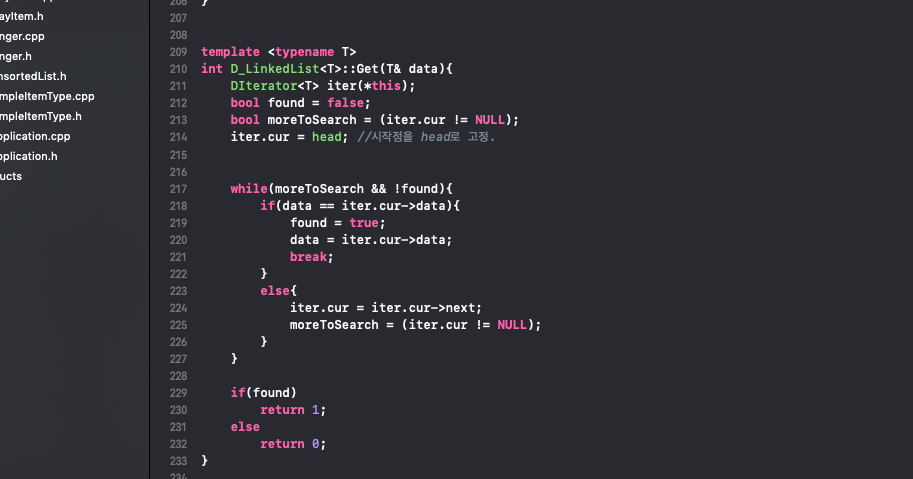 ayItem.h
nger.cpp
nger.h
nsortedList.h
mpleItemType.cpp
mpleItemType.h
pplication.cpp
pplication.h
ucts
206 }
207
208
209 template <typename T>
210 int D_LinkedList<T>::Get(T& data){
211 DIterator<T> iter(*this);
212 bool found = false;
213 bool moreToSearch = (iter.cur != NULL);
214 iter.cur = head; //시작점을 head로 고정.
215
216
217 while(moreToSearch && !found){
218 if(data == iter.cur->data){
219 found = true;
220 data = iter.cur->data;
221 break;
222 }
223 else{
224 iter.cur = iter.cur->next;
225 moreToSearch = (iter.cur != NULL);
226 }
227 }
228
229 if(found)
230 return 1;
231 else
232 return 0;
233 }
234